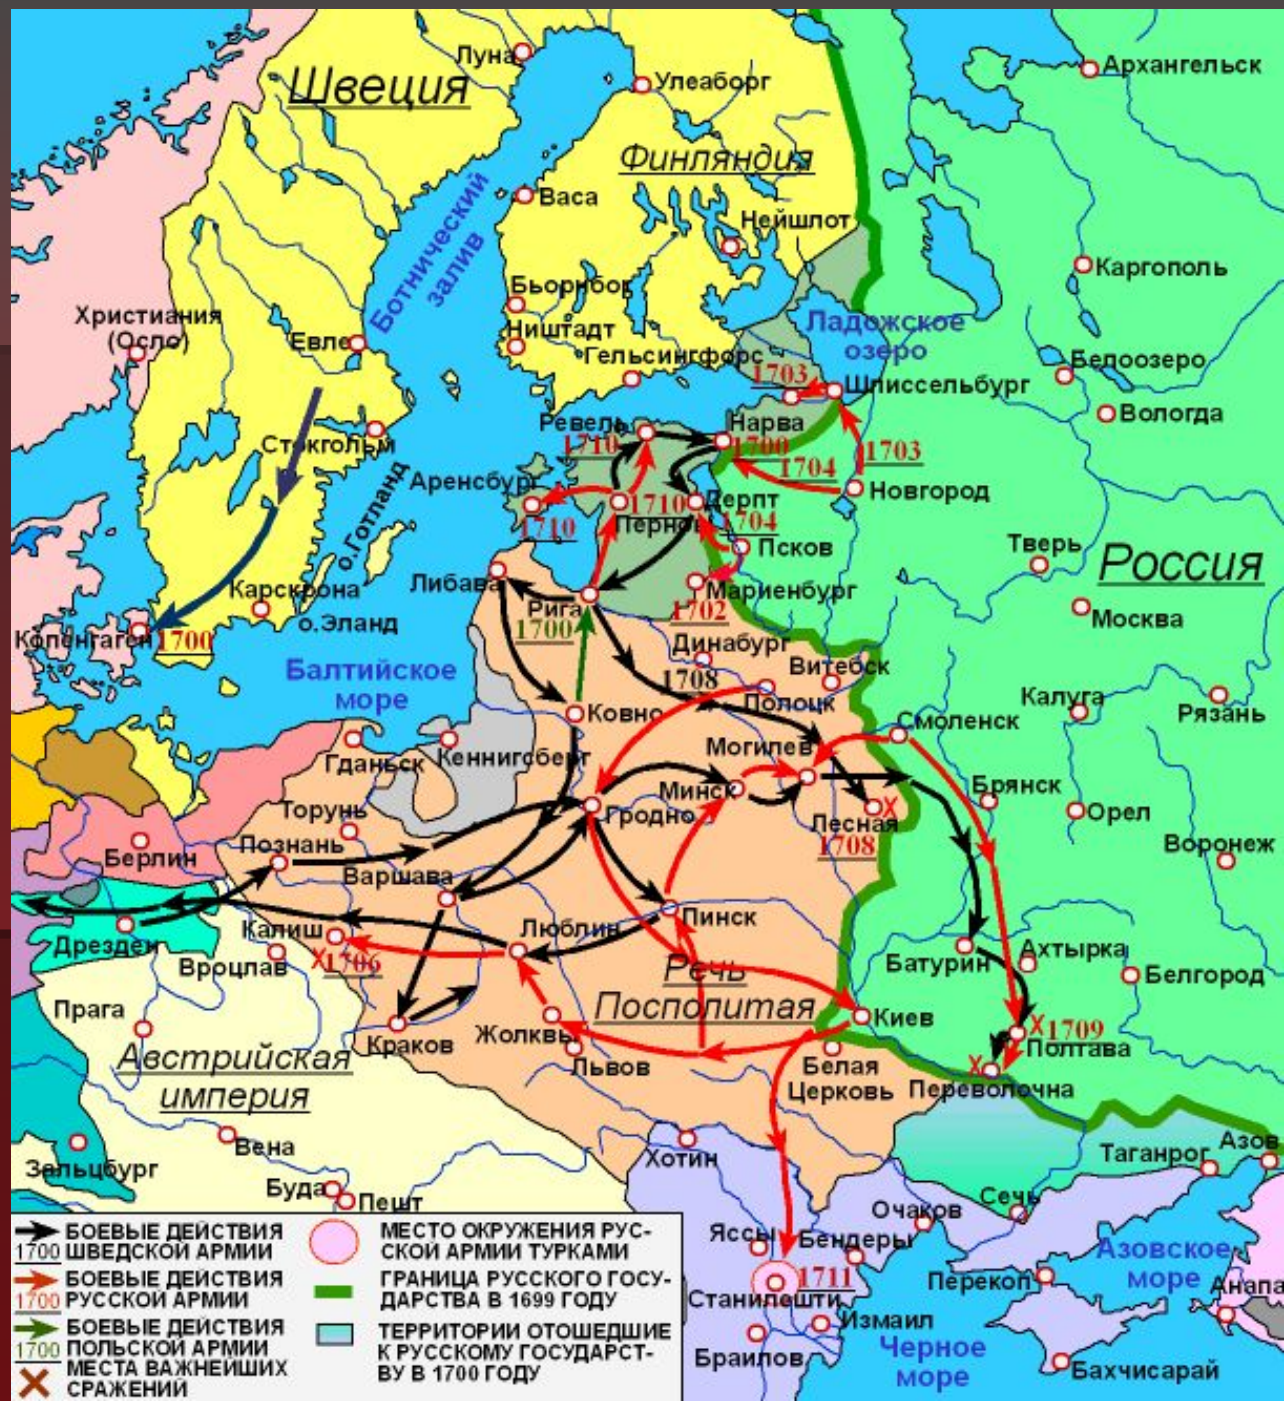 Луна
Швеция
Улеаборг
Архангельск
Финляндия
Ботнический
залив
Васа
Нейшлот
Каргополь
Бьорнборг
Христиания
(Осло)
Евле
Ништадт
Ладожское
озеро
Гельсингфорс
1703
Шлиссельбург
Белоозеро
Вологда
Стокгольм
Ревель
1710
Нарва
1700
1704
1703
Аренсбург
1710
о.Готланд
Новгород
1710
Пернов
Дерпт
1704
Псков
Тверь
Россия
Либава
Карскрона
о.Эланд
Рига
1700
Мариенбург
1702
Москва
Копенгаген
1700
Динабург
Витебск
Балтийское
море
1708
Полоцк
Калуга
Рязань
Ковно
Смоленск
Гданьск
Кеннигсберг
Могилев
Минск
Брянск
Торунь
Гродно
Лесная
1708
Орел
Познань
Берлин
Варшава
Воронеж
Калиш
Люблин
Пинск
Дрезден
1706
Вроцлав
Речь
Посполитая
Батурин
Ахтырка
Белгород
Прага
Киев
1709
Полтава
Краков
Жолквы
Львов
Белая
Церковь
Переволочна
Австрийская
империя
Вена
Зальцбург
Хотин
Таганрог
Азов
Буда
Пешт
Сечь
Очаков
Яссы
Бендеры
Азовское
море
1711
Перекоп
Станилешти
Анапа
Измаил
Браилов
Черное
море
Бахчисарай
БОЕВЫЕ ДЕЙСТВИЯ
1700 ШВЕДСКОЙ АРМИИ
БОЕВЫЕ ДЕЙСТВИЯ
1700 РУССКОЙ АРМИИ
БОЕВЫЕ ДЕЙСТВИЯ
1700 ПОЛЬСКОЙ АРМИИ
МЕСТА ВАЖНЕЙШИХ
СРАЖЕНИЙ
МЕСТО ОКРУЖЕНИЯ РУС-
СКОЙ АРМИИ ТУРКАМИ
ГРАНИЦА РУССКОГО ГОСУ-
ДАРСТВА В 1699 ГОДУ
ТЕРРИТОРИИ ОТОШЕДШИЕ
К РУССКОМУ ГОСУДАРСТ-
ВУ В 1700 ГОДУ